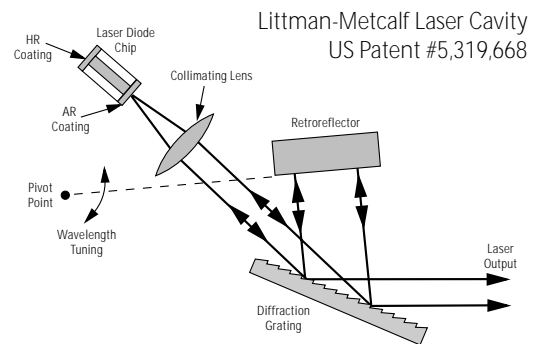 Littman-Metcalf Laser Cavity
US Patent #5,319,668
HR
Coating
Laser Diode
Chip
Collimating Lens
AR
Coating
Retroreflector
Pivot
Point
Wavelength
Tuning
Laser
Output
Diffraction
Grating